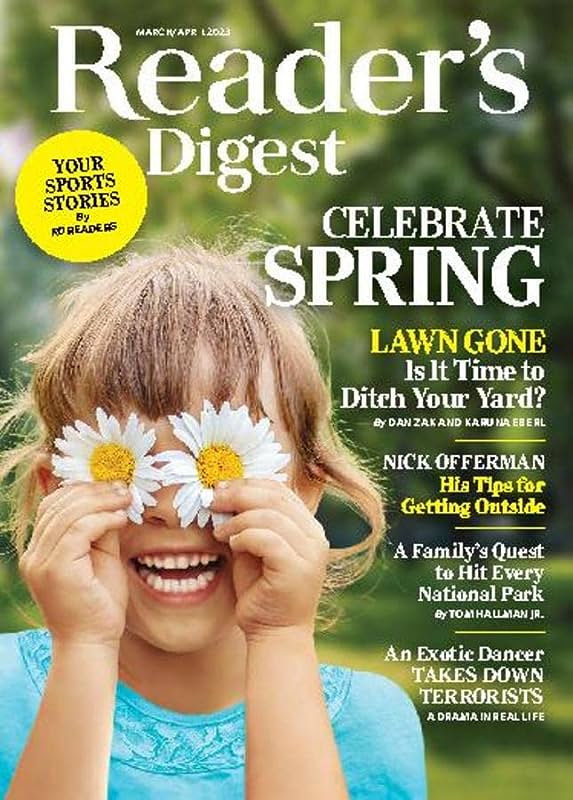 MARCH/APRIL 2023
Reader's
Digest
YOUR
SPORTS
STORIES
By
RD READERS
CELEBRATE
SPRING
LAWN GONE
Is It Time to
Ditch Your Yard?
By DAN ZAK AND KARUNA EBERL
NICK OFFERMAN
His Tips for
Getting Outside
A Family's Quest
to Hit Every
National Park
By TOM HALLMAN JR.
An Exotic Dancer
TAKES DOWN
TERRORISTS
A DRAMA IN REAL LIFE